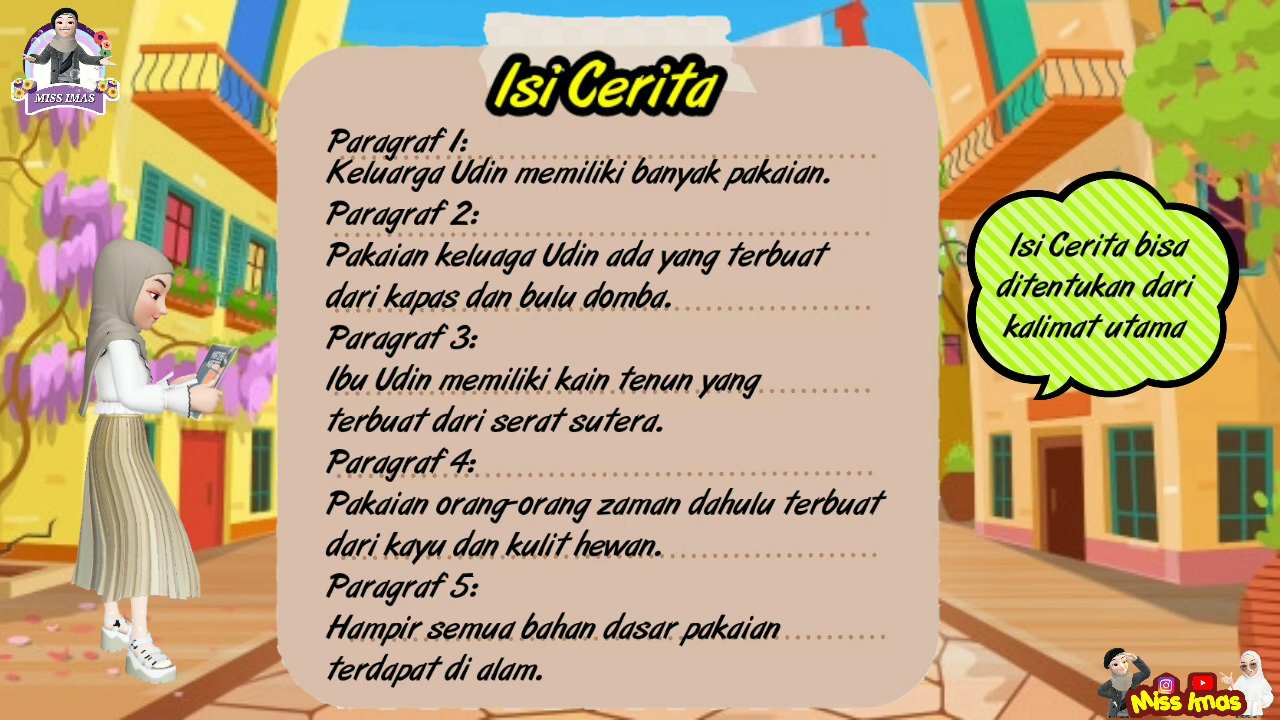 MISS IMAS
Isi Cerita
Paragraf 1:
Keluarga Udin memiliki banyak pakaian.
Paragraf 2:
Pakaian keluaga Udin ada yang terbuat
dari kapas dan bulu domba.
Paragraf 3:
Ibu Udin memiliki kain tenun yang
terbuat dari serat sutera.
Paragraf 4:
Pakaian orang-orang zaman dahulu terbuat
dari kayu dan kulit hewan.
Paragraf 5:
Hampir semua bahan dasar pakaian
terdapat di alam.
Isi Cerita bisa
ditentukan dari
kalimat utama
Miss Imas